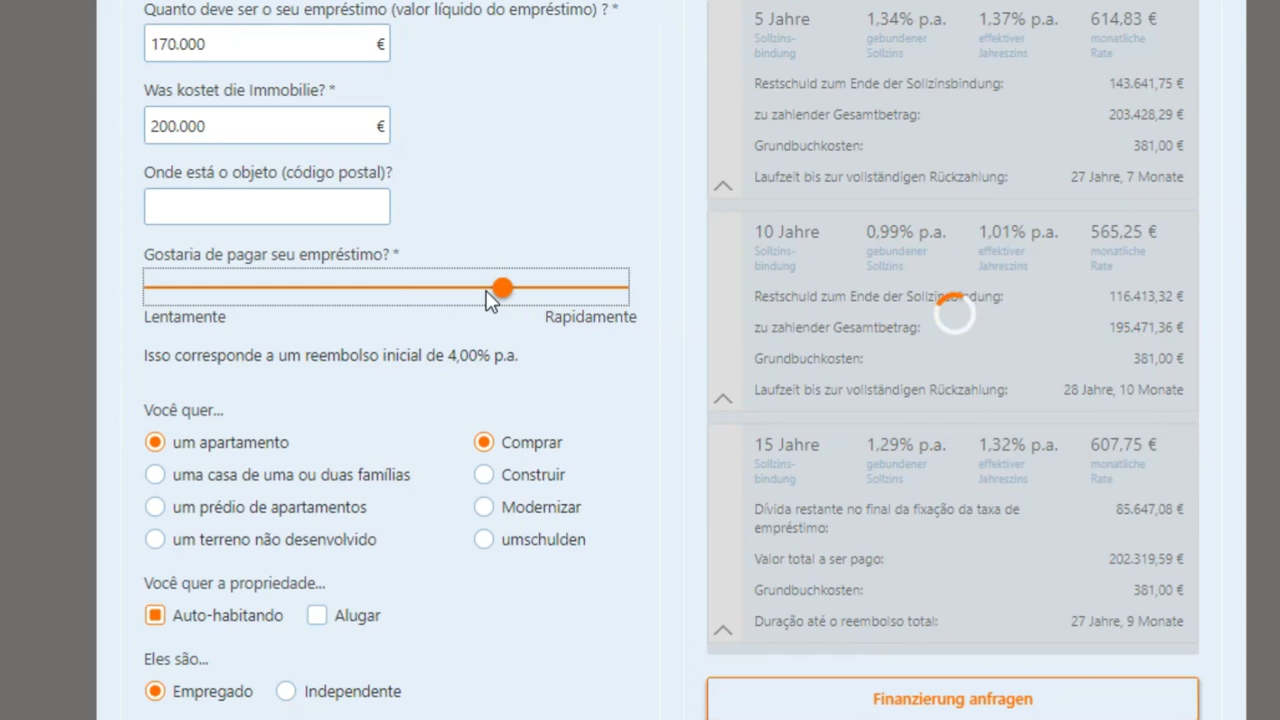 Quanto deve ser o seu empréstimo (valor líquido do empréstimo) ? *
170.000 €
Was kostet die Immobilie? *
200.000 €
Onde está o objeto (código postal)?
Gostaria de pagar seu empréstimo? *
Lentamente Rapidamente
Isso corresponde a um reembolso inicial de 4,00% p.a.
Você quer...
um apartamento Comprar
uma casa de uma ou duas famílias Construir
um prédio de apartamentos Modernizar
um terreno não desenvolvido umschulden
Você quer a propriedade...
Auto-habitando Alugar
Eles são...
Empregado Independente
5 Jahre 1,34% p.a. 1,37% p.a. 614,83 €
Sollzins- gebundener effektiver monatliche
bindung Sollzins Jahreszins Rate
Restschuld zum Ende der Sollzinsbindung: 143.641,75 €
zu zahlender Gesamtbetrag: 203.428,29 €
Grundbuchkosten: 381,00 €
Laufzeit bis zur vollständigen Rückzahlung: 27 Jahre, 7 Monate
10 Jahre 0,99% p.a. 1,01% p.a. 565,25 €
Sollzins- gebundener effektiver monatliche
bindung Sollzins Jahreszins Rate
Restschuld zum Ende der Sollzinsbindung: 116.413,32 €
zu zahlender Gesamtbetrag: 195.471,36 €
Grundbuchkosten: 381,00 €
Laufzeit bis zur vollständigen Rückzahlung: 28 Jahre, 10 Monate
15 Jahre 1,29% p.a. 1,32% p.a. 607,75 €
Sollzins- gebundener effektiver monatliche
bindung Sollzins Jahreszins Rate
Dívida restante no final da fixação da taxa de 85.647,08 €
empréstimo:
Valor total a ser pago: 202.319,59 €
Grundbuchkosten: 381,00 €
Duração até o reembolso total: 27 Jahre, 9 Monate
Finanzierung anfragen